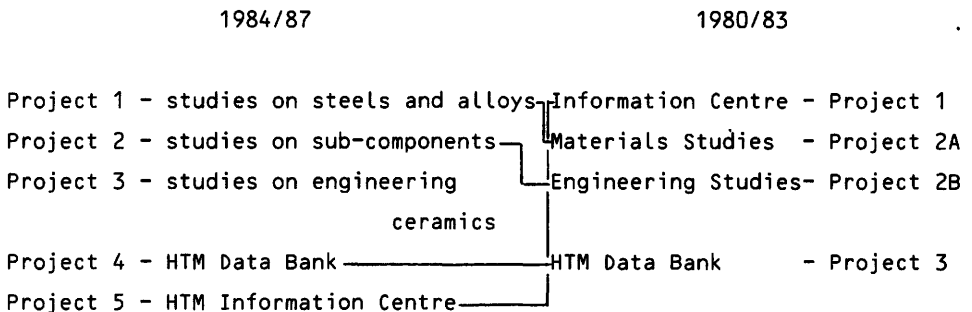 1984/87 1980/83
Project 1 - studies on steels and alloys Information Centre - Project 1
Project 2 - studies on sub-components Materials Studies - Project 2A
Project 3 - studies on engineering Engineering Studies- Project 2B
ceramics
Project 4 - HTM Data Bank HTM Data Bank - Project 3
Project 5 - HTM Information Centre